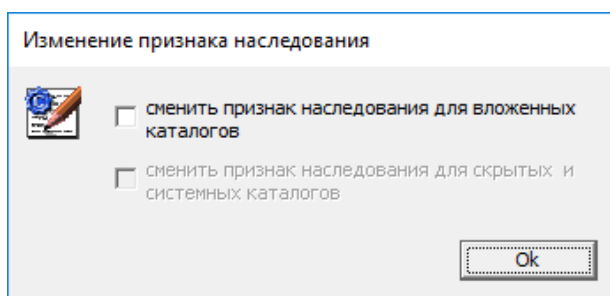 Изменение признака наследования
сменить признак наследования для вложенных
каталогов
сменить признак наследования для скрытых и
системных каталогов
Ok